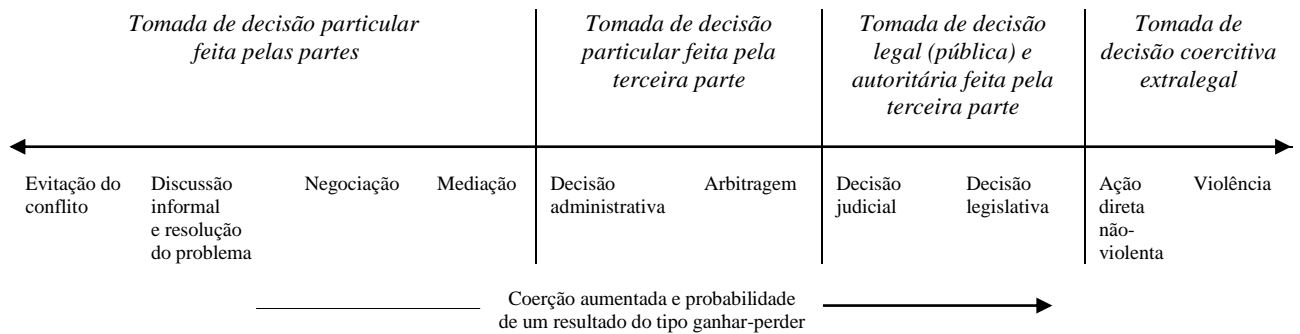 Tomada de decisão particular
feita pelas partes
Tomada de decisão
particular feita pela
terceira parte
Tomada de decisão
legal (pública) e
autoritária feita pela
terceira parte
Tomada de
decisão coercitiva
extralegal
Evitação do
conflito
Discussão
informal
e resolução
do problema
Negociação
Mediação
Decisão
administrativa
Arbitragem
Decisão
judicial
Decisão
legislativa
Ação
direta
não-
violenta
Violência
Coerção aumentada e probabilidade
de um resultado do tipo ganhar-perder